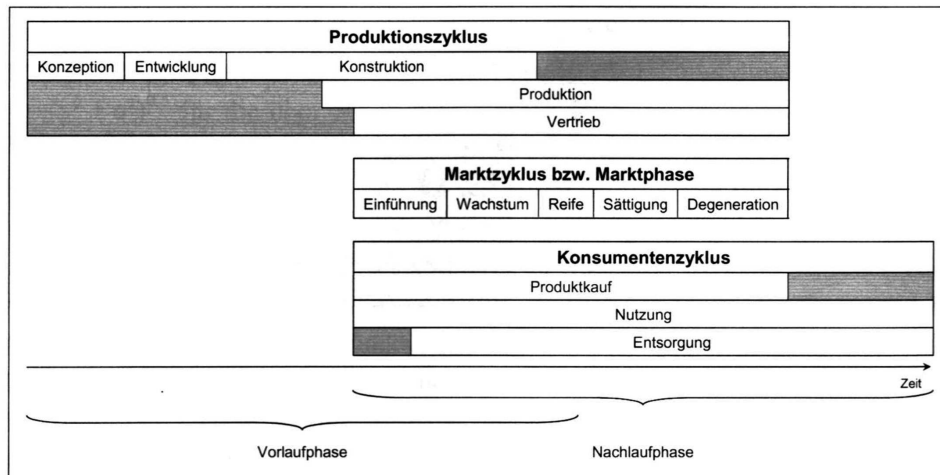 Produktionszyklus
Konzeption Entwicklung Konstruktion
Produktion
Vertrieb
Marktzyklus bzw. Marktphase
Einführung Wachstum Reife Sättigung Degeneration
Konsumentenzyklus
Produktkauf
Nutzung
Entsorgung
Zeit
Vorlaufphase Nachlaufphase